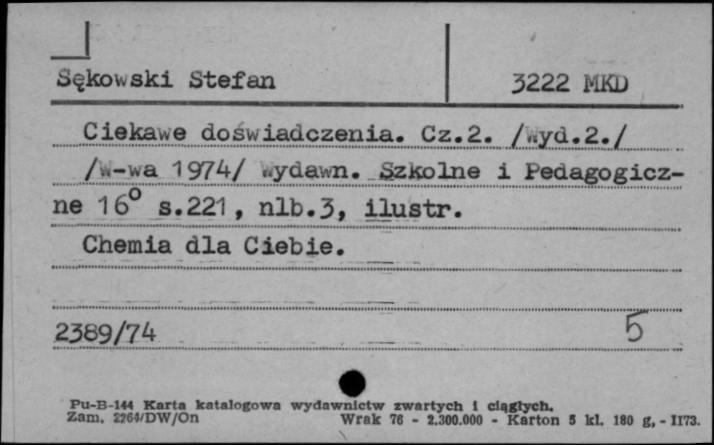 Sękowski Stefan 3222 MKD
Ciekawe doświadczenia. Cz.2. /Wyd.2./
/W-wa 1974/ Wydawn. Szkolne i Pedagogicz-
ne 16° s.221, nlb.3, ilustr.
Chemia dla Ciebie.
2389/74 5
Pu-B-144 Karta katalogowa wydawnictw zwartych i ciągłych.
Zam. 2264/DW/On Wrak 76 - 2.300.000 - Karton 5 kl. 180 g, - II73.